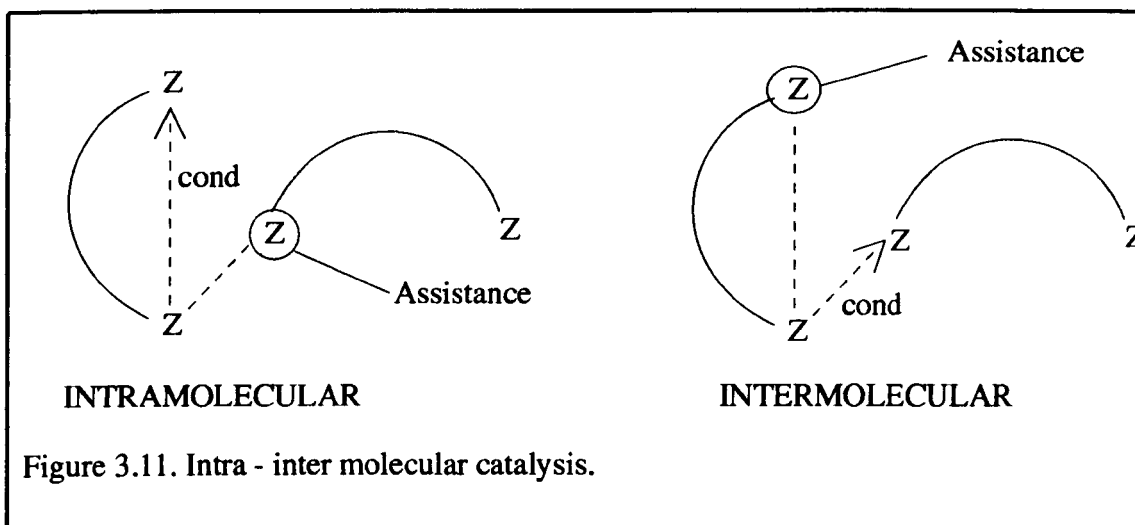 Z
cond
Z
Z
Z
Assistance
INTRAMOLECULAR
Assistance
Z
Z
Z
Z
cond
INTERMOLECULAR
Figure 3.11. Intra - inter molecular catalysis.